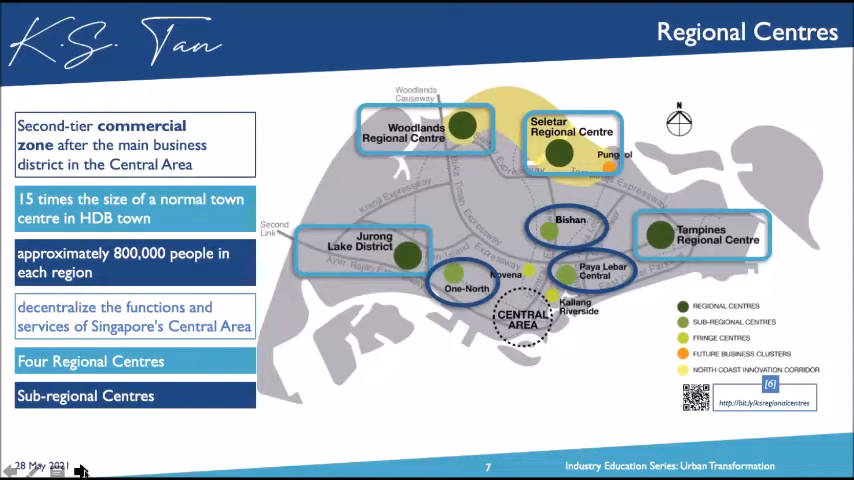 K.S. Tan
Regional Centres
Second-tier commercial
zone after the main business
district in the Central Area
15 times the size of a normal town
centre in HDB town
approximately 800,000 people in
each region
decentralize the functions and
services of Singapore's Central Area
Four Regional Centres
Sub-regional Centres
Woodlands
Causeway
Woodlands
Regional Centre
Seletar
Regional Centre
Punggol
N
Kranji Expressway
Bukit Timah Expressway
Second
Link
Jurong
Lake District
Bishan
Tampines
Regional Centre
One-North
Novena
Paya Lebar
Central
Kallang
Riverside
CENTRAL
AREA
REGIONAL CENTRES
SUB-REGIONAL CENTRES
FRINGE CENTRES
FUTURE BUSINESS CLUSTERS
NORTH COAST INNOVATION CORRIDOR
[6]
http://bit.ly/ksregionalcentres
28 May 2021
7
Industry Education Series: Urban Transformation